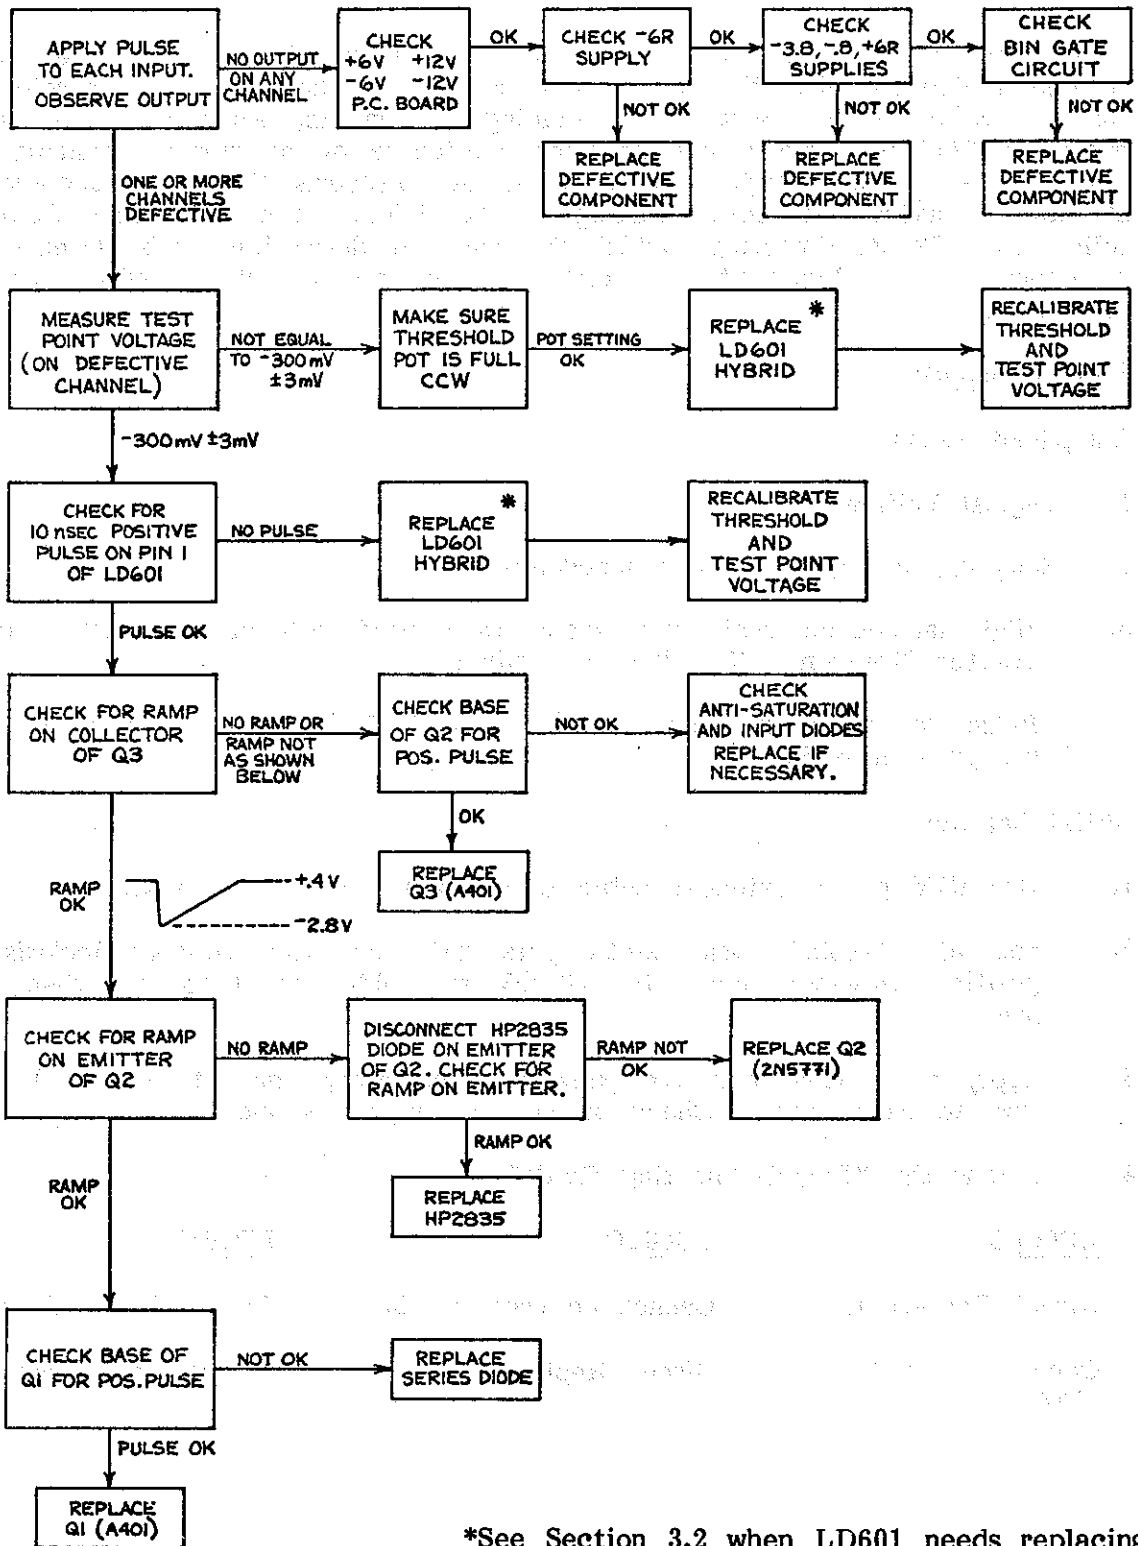 APPLY PULSE
TO EACH INPUT.
OBSERVE OUTPUT
NO OUTPUT
ON ANY
CHANNEL
CHECK
+6V +12V
-6V -12V
P.C. BOARD
OK
CHECK -6R
SUPPLY
OK
CHECK
-3.8, -.8, +6R
SUPPLIES
OK
CHECK
BIN GATE
CIRCUIT
NOT OK
NOT OK
NOT OK
REPLACE
DEFECTIVE
COMPONENT
REPLACE
DEFECTIVE
COMPONENT
REPLACE
DEFECTIVE
COMPONENT
ONE OR MORE
CHANNELS
DEFECTIVE
MEASURE TEST
POINT VOLTAGE
(ON DEFECTIVE
CHANNEL)
NOT EQUAL
TO -300mV
±3mV
MAKE SURE
THRESHOLD
POT IS FULL
CCW
POT SETTING
OK
REPLACE *
LD601
HYBRID
RECALIBRATE
THRESHOLD
AND
TEST POINT
VOLTAGE
-300mV ±3mV
CHECK FOR
10 nsec POSITIVE
PULSE ON PIN 1
OF LD601
NO PULSE
REPLACE *
LD601
HYBRID
RECALIBRATE
THRESHOLD
AND
TEST POINT
VOLTAGE
PULSE OK
CHECK FOR RAMP
ON COLLECTOR
OF Q3
NO RAMP OR
RAMP NOT
AS SHOWN
BELOW
CHECK BASE
OF Q2 FOR
POS. PULSE
NOT OK
CHECK
ANTI-SATURATION
AND INPUT DIODES
REPLACE IF
NECESSARY.
OK
REPLACE
Q3 (A401)
RAMP
OK
+.4V
-2.8V
CHECK FOR RAMP
ON EMITTER
OF Q2
NO RAMP
DISCONNECT HP2835
DIODE ON EMITTER
OF Q2. CHECK FOR
RAMP ON EMITTER.
RAMP NOT
OK
REPLACE Q2
(2N5771)
RAMP OK
REPLACE
HP2835
RAMP
OK
CHECK BASE OF
Q1 FOR POS. PULSE
NOT OK
REPLACE
SERIES DIODE
PULSE OK
REPLACE
Q1 (A401)
*See Section 3.2 when LD601 needs replacing